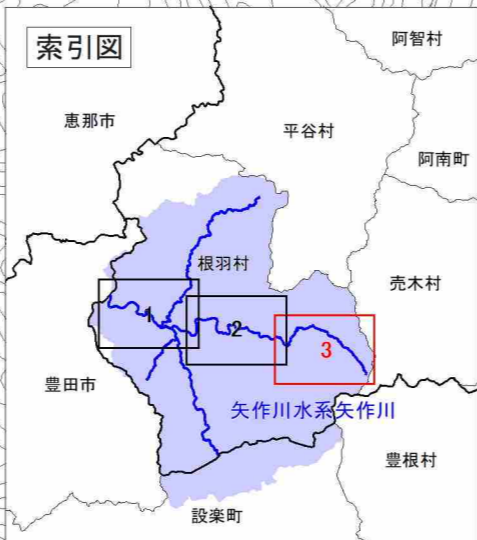 索引図
阿智村
恵那市
平谷村
阿南町
根羽村
売木村
1
2
3
豊田市
矢作川水系矢作川
豊根村
設楽町